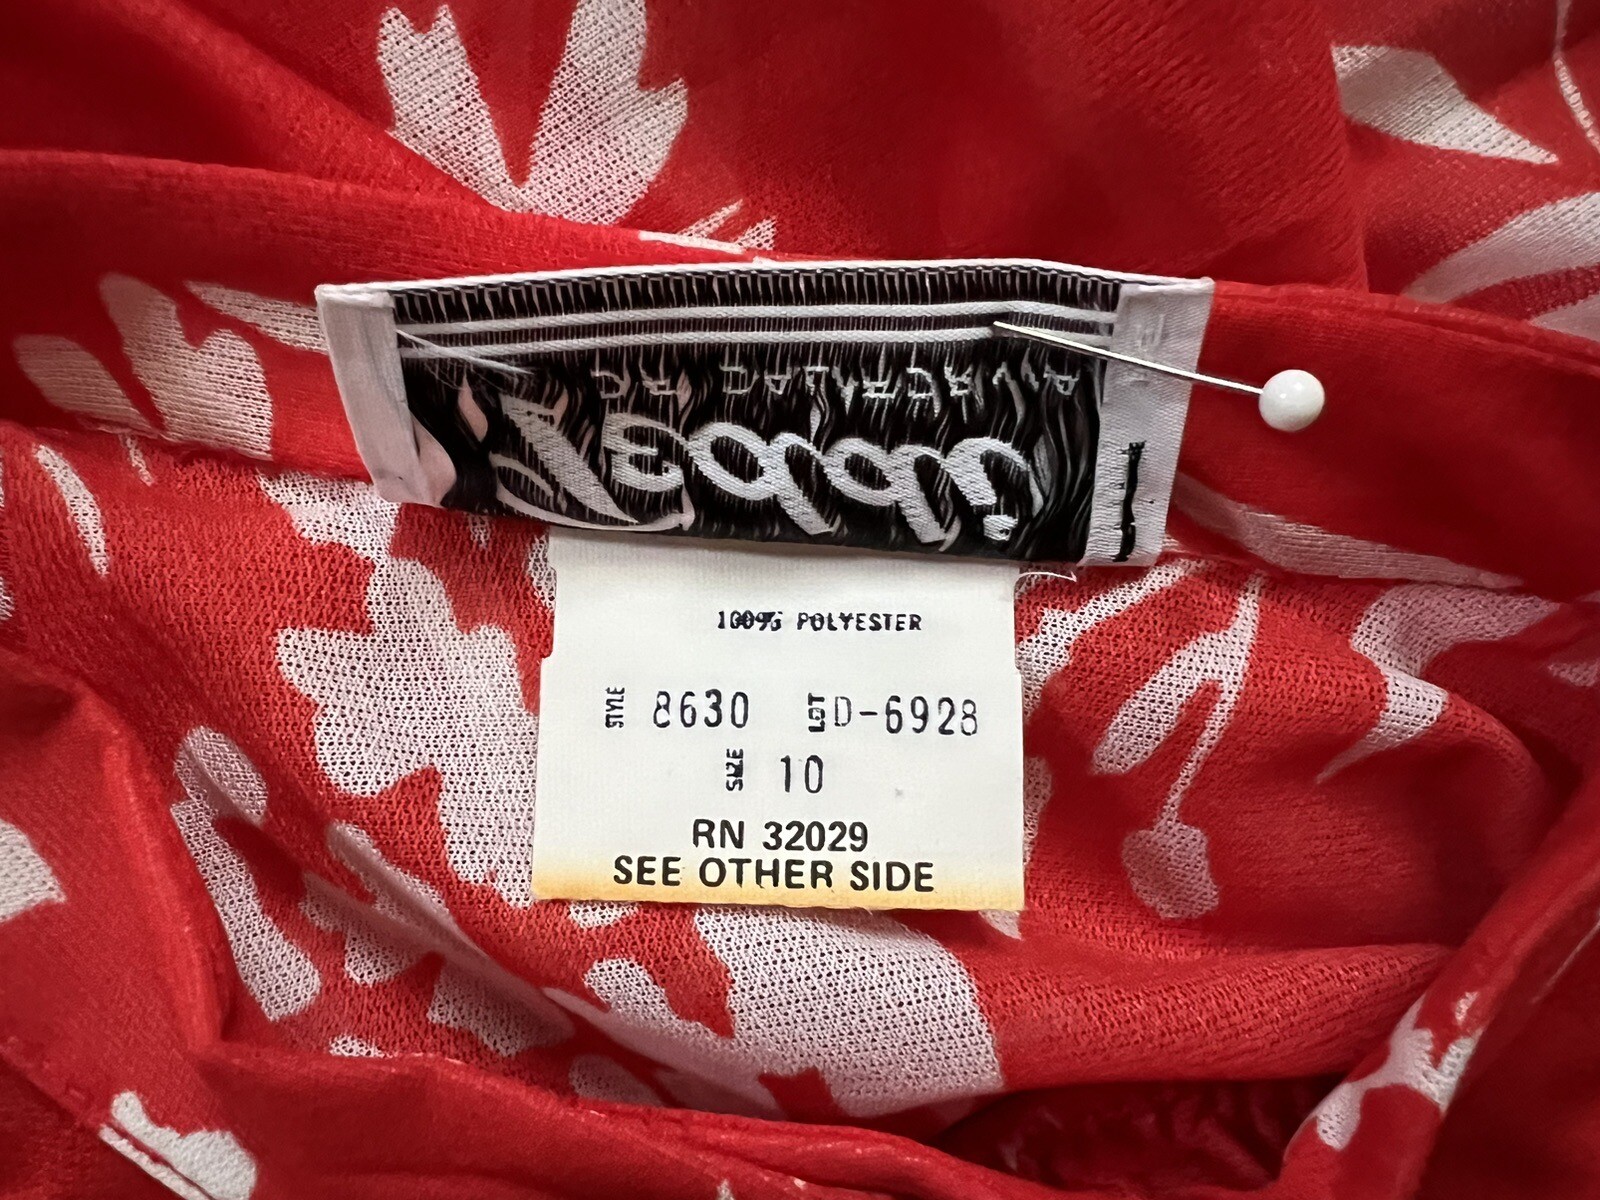 100% POLYESTER
STYLE 8630 LOT D-6928
SIZE 10
RN 32029
SEE OTHER SIDE